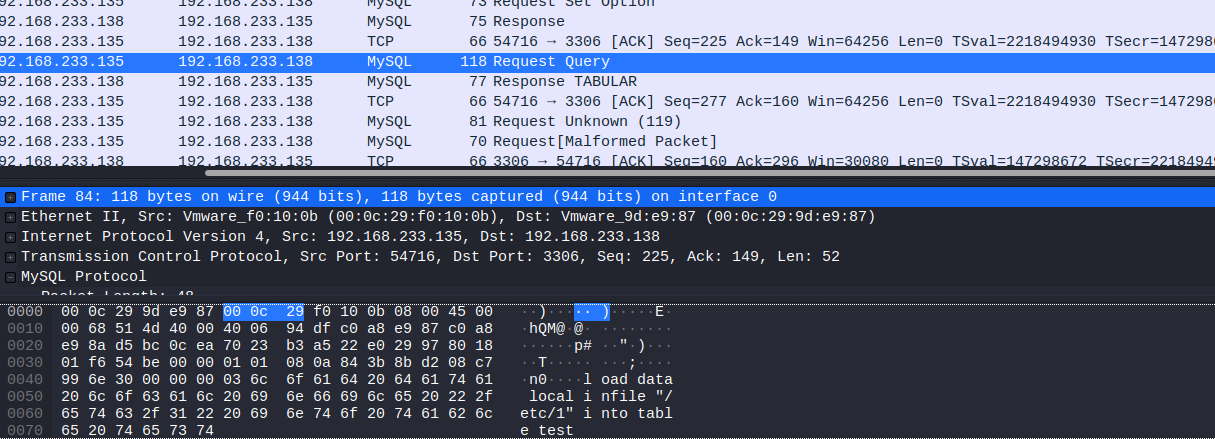 92.168.233.135 192.168.233.138 MySQL 73 Request Set Option
92.168.233.138 192.168.233.135 MySQL 75 Response
92.168.233.135 192.168.233.138 TCP 66 54716 → 3306 [ACK] Seq=225 Ack=149 Win=64256 Len=0 TSval=2218494930 TSecr=1472986
92.168.233.135 192.168.233.138 MySQL 118 Request Query
92.168.233.138 192.168.233.135 MySQL 77 Response TABULAR
92.168.233.135 192.168.233.138 TCP 66 54716 → 3306 [ACK] Seq=277 Ack=160 Win=64256 Len=0 TSval=2218494930 TSecr=1472986
92.168.233.135 192.168.233.138 MySQL 81 Request Unknown (119)
92.168.233.135 192.168.233.138 MySQL 70 Request[Malformed Packet]
92.168.233.138 192.168.233.135 TCP 66 3306 → 54716 [ACK] Seq=160 Ack=296 Win=30080 Len=0 TSval=147298672 TSecr=22184949
Frame 84: 118 bytes on wire (944 bits), 118 bytes captured (944 bits) on interface 0
Ethernet II, Src: Vmware_f0:10:0b (00:0c:29:f0:10:0b), Dst: Vmware_9d:e9:87 (00:0c:29:9d:e9:87)
Internet Protocol Version 4, Src: 192.168.233.135, Dst: 192.168.233.138
Transmission Control Protocol, Src Port: 54716, Dst Port: 3306, Seq: 225, Ack: 149, Len: 52
MySQL Protocol
Packet Length: 48
0000 00 0c 29 9d e9 87 00 0c 29 f0 10 0b 08 00 45 00 ··)····· )·····E·
0010 00 68 51 4d 40 00 40 06 94 df c0 a8 e9 87 c0 a8 ·hQM@·@· ········
0020 e9 8a d5 bc 0c ea 70 23 b3 a5 22 e0 29 97 80 18 ······p# ··"·)···
0030 01 f6 54 be 00 00 01 01 08 0a 84 3b 8b d2 08 c7 ··T····· ···;····
0040 99 6e 30 00 00 00 03 6c 6f 61 64 20 64 61 74 61 ·n0····l oad data
0050 20 6c 6f 63 61 6c 20 69 6e 66 69 6c 65 20 22 2f local i nfile "/
0060 65 74 63 2f 31 22 20 69 6e 74 6f 20 74 61 62 6c etc/1" i nto tabl
0070 65 20 74 65 73 74 e test